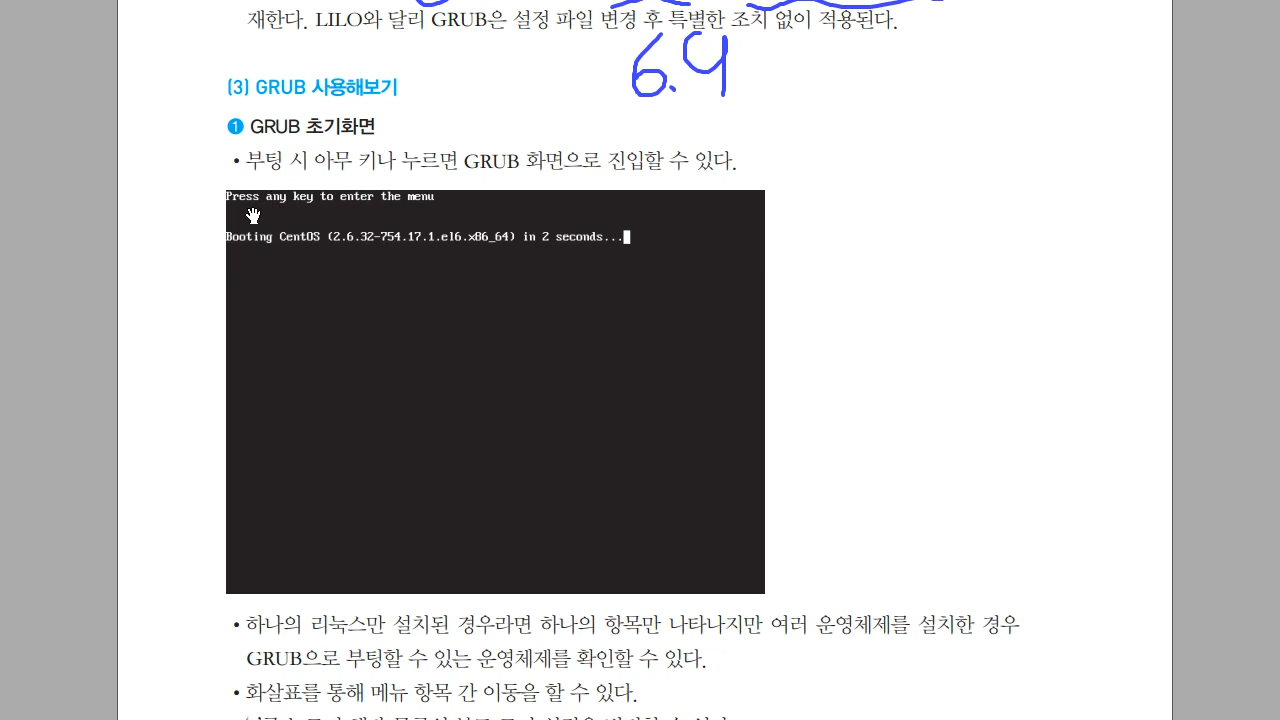 재한다. LILO와 달리 GRUB은 설정 파일 변경 후 특별한 조치 없이 적용된다.
6.9
(3) GRUB 사용해보기
1 GRUB 초기화면
• 부팅 시 아무 키나 누르면 GRUB 화면으로 진입할 수 있다.
Press any key to enter the menu
Booting CentOS (2.6.32-754.17.1.el6.x86_64) in 2 seconds...
• 하나의 리눅스만 설치된 경우라면 하나의 항목만 나타나지만 여러 운영체제를 설치한 경우
GRUB으로 부팅할 수 있는 운영체제를 확인할 수 있다.
• 화살표를 통해 메뉴 항목 간 이동을 할 수 있다.